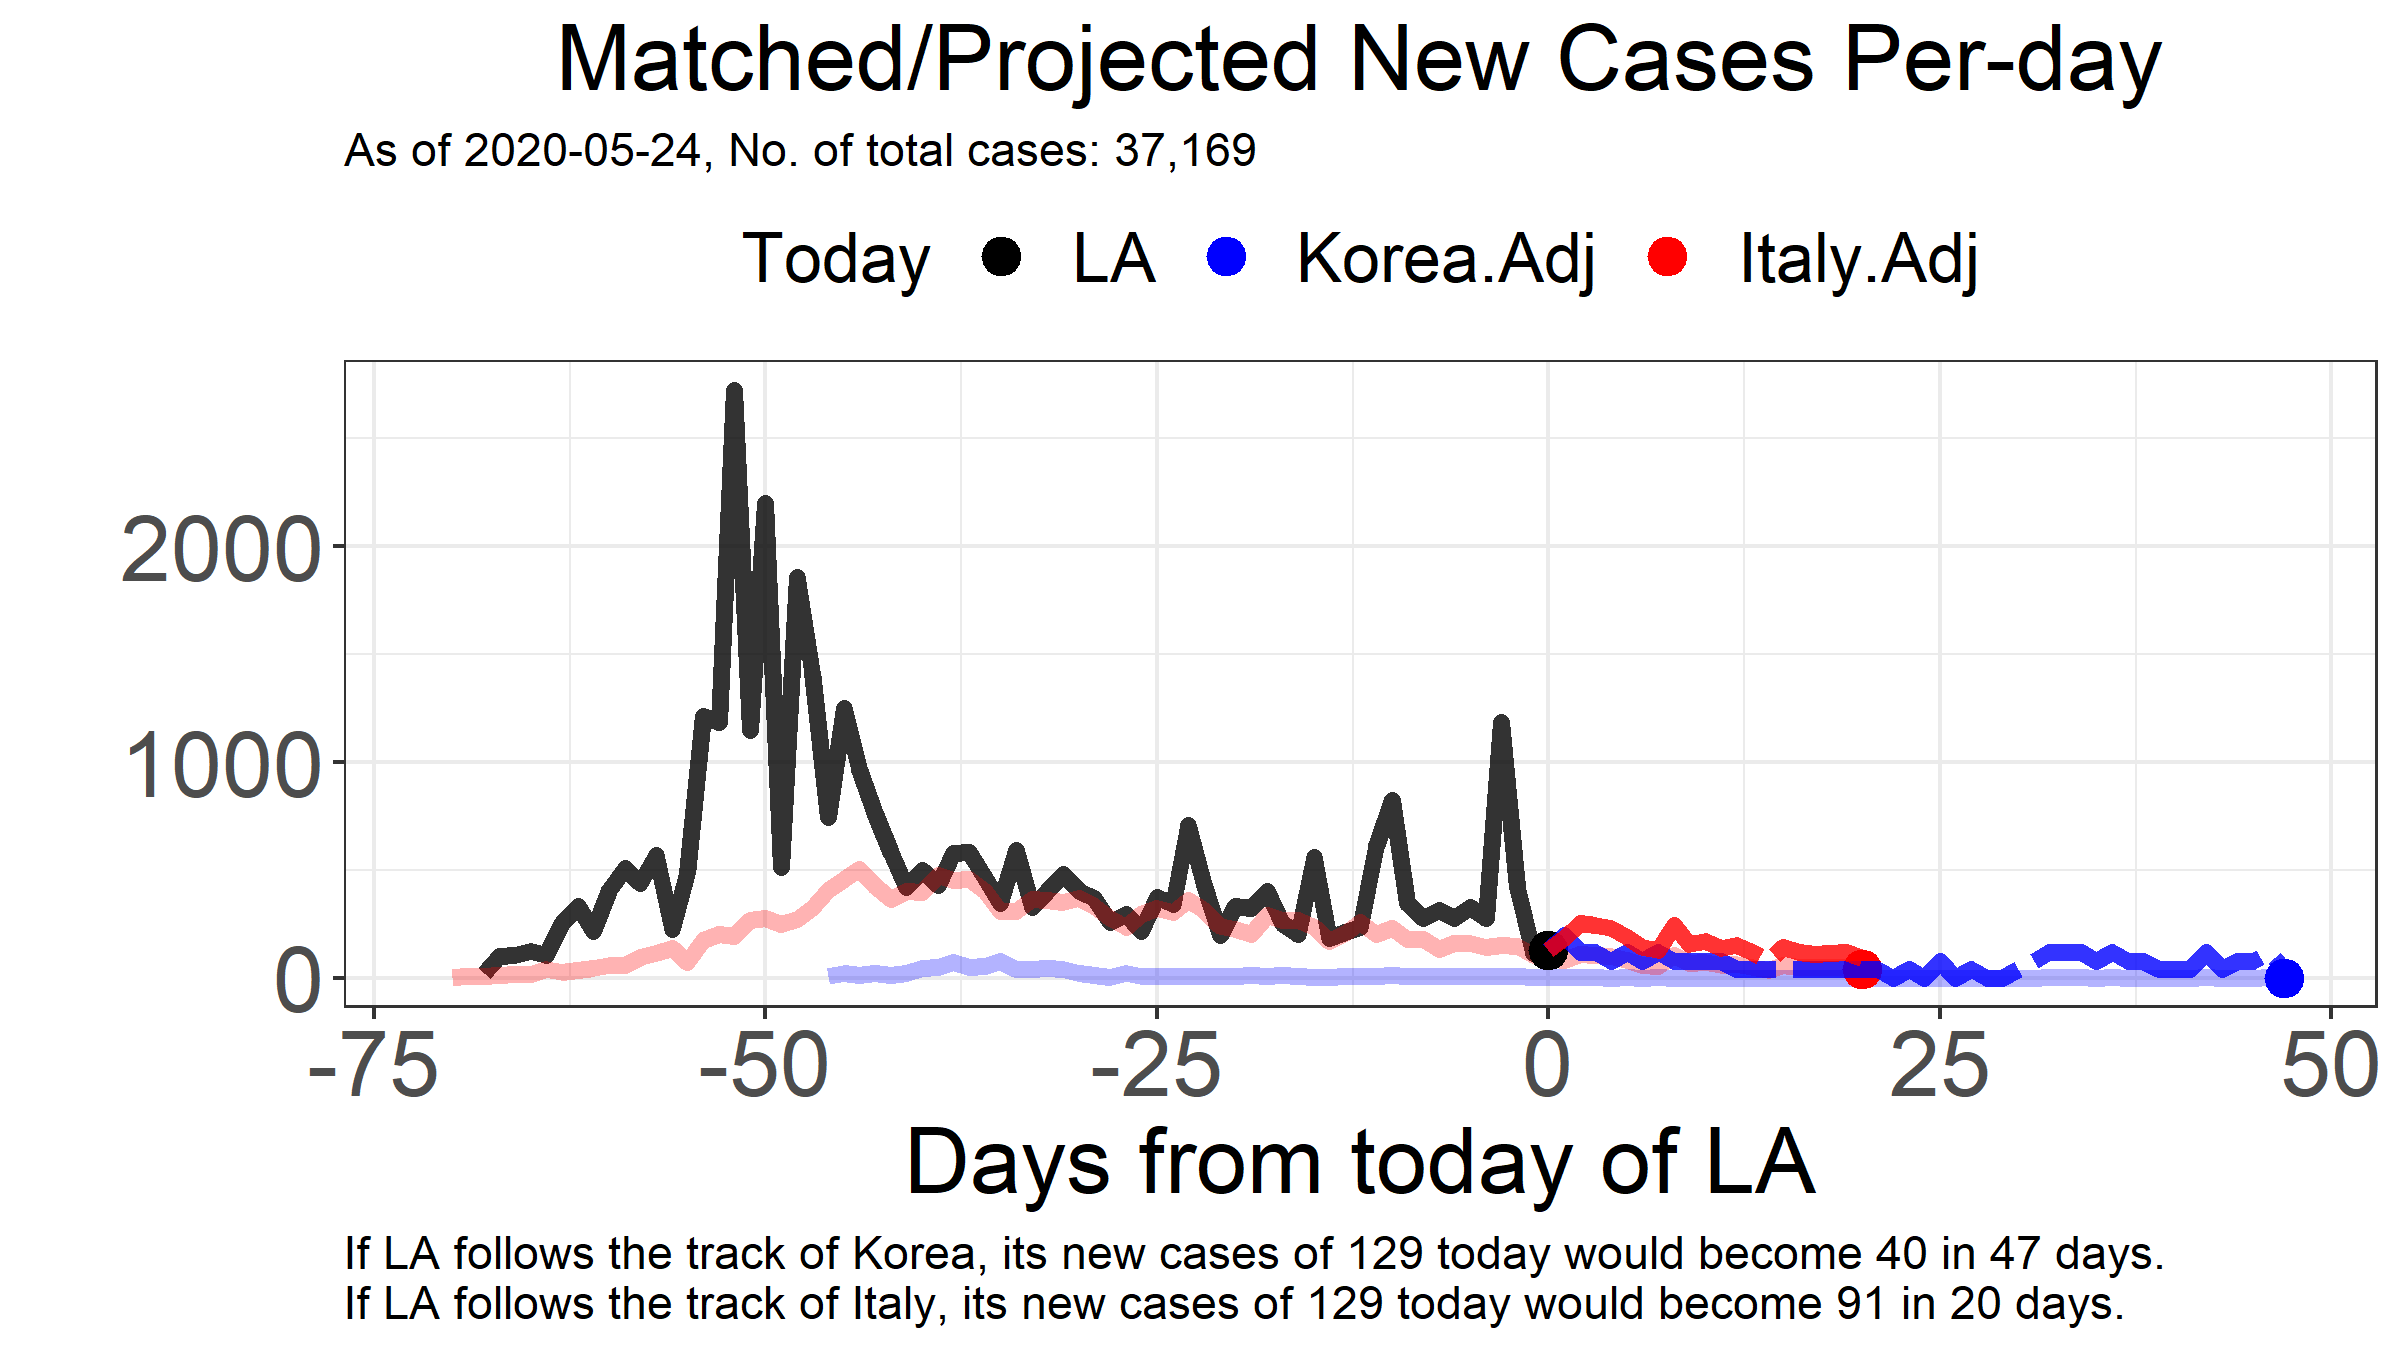 Matched/Projected New Cases Per-day
As of 2020-05-24, No. of total cases: 37,169
Today LA Korea.Adj Italy.Adj
2000
1000
0
-75 -50 -25 0 25 50
Days from today of LA
If LA follows the track of Korea, its new cases of 129 today would become 40 in 47 days.
If LA follows the track of Italy, its new cases of 129 today would become 91 in 20 days.